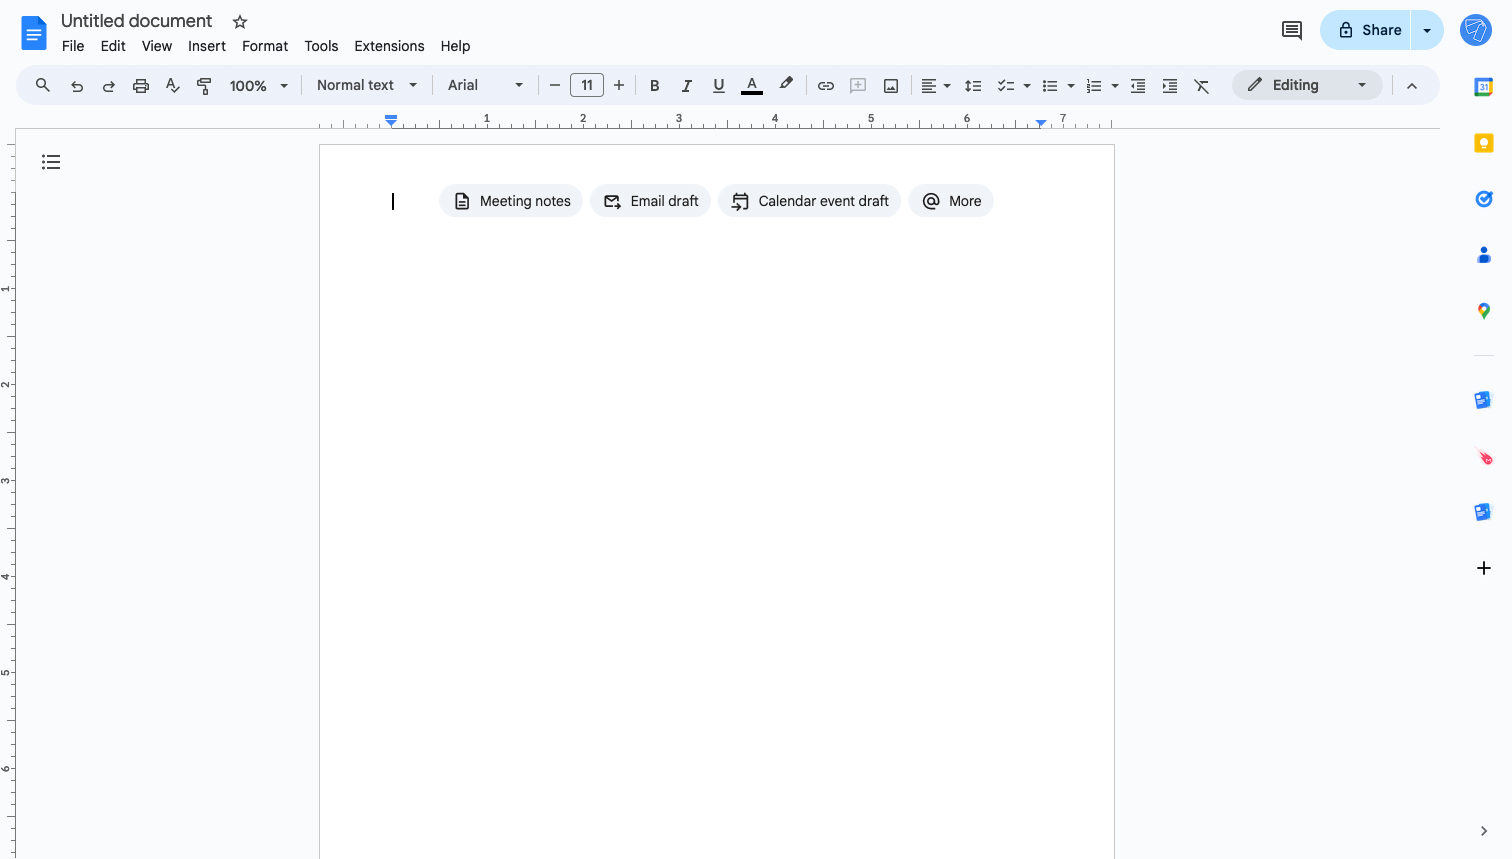 Untitled document
File Edit View Insert Format Tools Extensions Help
Share
100% Normal text Arial 11 B I U A Editing
1 2 3 4 5 6 7
Meeting notes Email draft Calendar event draft More
1
2
3
4
5
6
31